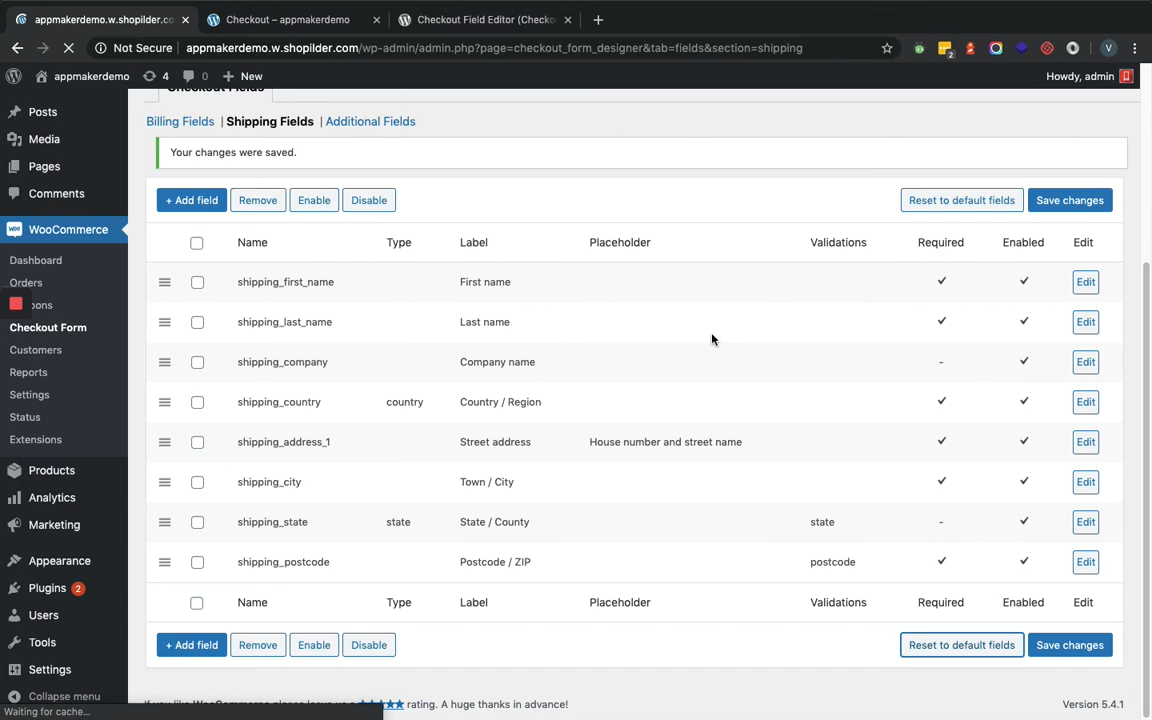 appmakerdemo.w.shopilder.co
Checkout – appmakerdemo
Checkout Field Editor (Checko
Not Secure
appmakerdemo.w.shopilder.com/wp-admin/admin.php?page=checkout_form_designer&tab=fields&section=shipping
2
V
appmakerdemo
4
0
New
Howdy, admin
Posts
Media
Pages
Comments
WooCommerce
Dashboard
Orders
pons
Checkout Form
Customers
Reports
Settings
Status
Extensions
Products
Analytics
Marketing
Appearance
Plugins 2
Users
Tools
Settings
Collapse menu
Waiting for cache...
Checkout Fields
Billing Fields | Shipping Fields | Additional Fields
Your changes were saved.
+ Add field Remove Enable Disable Reset to default fields Save changes
Name Type Label Placeholder Validations Required Enabled Edit
shipping_first_name First name ✓ ✓ Edit
shipping_last_name Last name ✓ ✓ Edit
shipping_company Company name - ✓ Edit
shipping_country country Country / Region ✓ ✓ Edit
shipping_address_1 Street address House number and street name ✓ ✓ Edit
shipping_city Town / City ✓ ✓ Edit
shipping_state state State / County state - ✓ Edit
shipping_postcode Postcode / ZIP postcode ✓ ✓ Edit
Name Type Label Placeholder Validations Required Enabled Edit
+ Add field Remove Enable Disable Reset to default fields Save changes
If you like WooCommerce please leave us a ★★★★★ rating. A huge thanks in advance!
Version 5.4.1